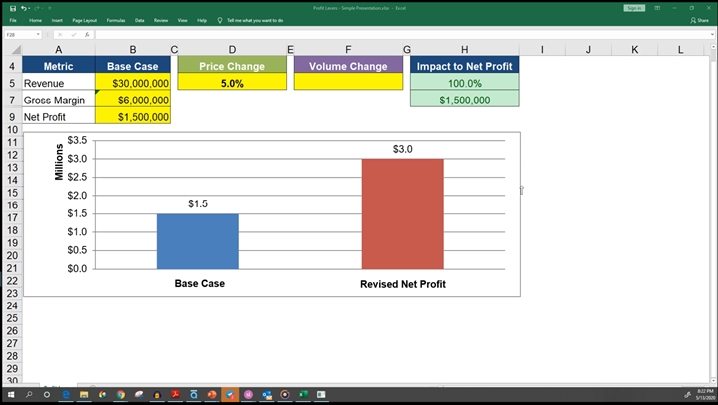 Profit Levers - Simple Presentation.xlsx - Excel
Sign in
File Home Insert Page Layout Formulas Data Review View Help Tell me what you want to do Share
F28 fx
A B C D E F G H I J K L
4 Metric Base Case Price Change Volume Change Impact to Net Profit
5 Revenue $30,000,000 5.0% 100.0%
7 Gross Margin $6,000,000 $1,500,000
9 Net Profit $1,500,000
10
11
12
13
14
15
16
17
18
19
20
21
22
23
24
25
26
27
28
29
30
Millions
$3.5
$3.0
$2.5
$2.0
$1.5
$1.0
$0.5
$0.0
$1.5
$3.0
Base Case Revised Net Profit
8:22 PM
5/13/2020